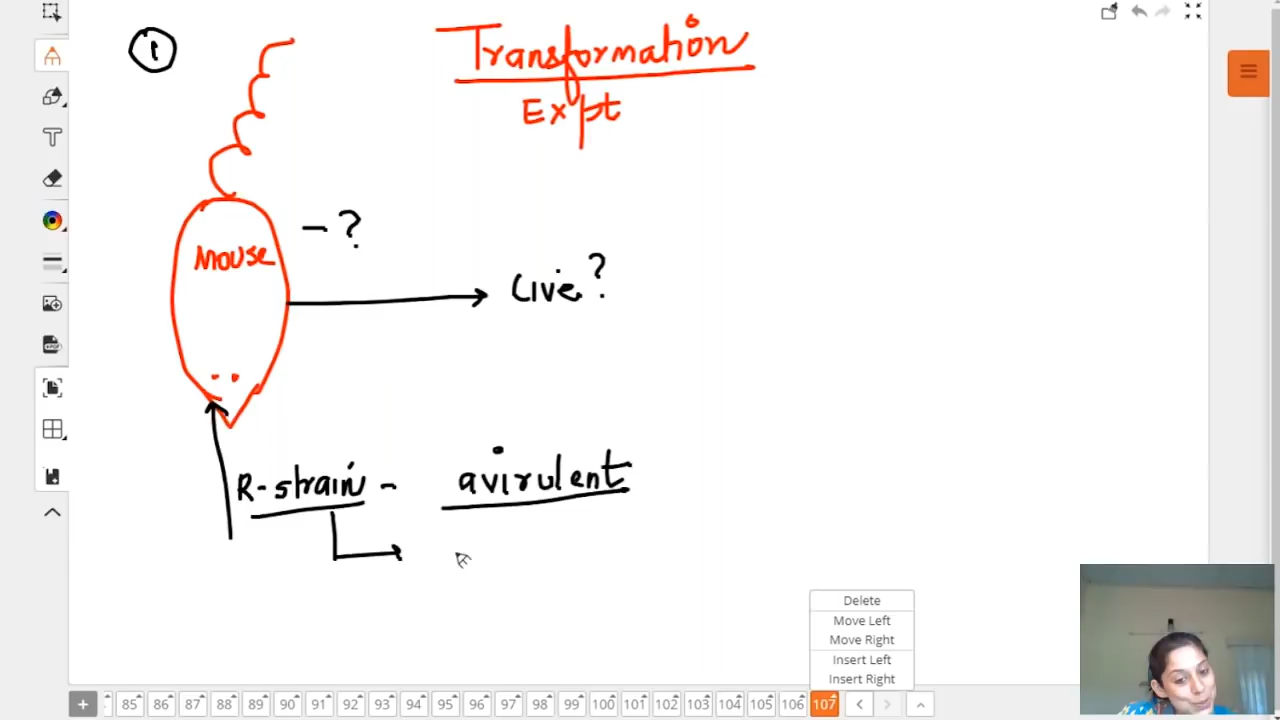 1
Transformation
Expt
Mouse
- ?
Live?
R-strain - avirulent
Delete
Move Left
Move Right
Insert Left
Insert Right
+ 85 86 87 88 89 90 91 92 93 94 95 96 97 98 99 100 101 102 103 104 105 106 107